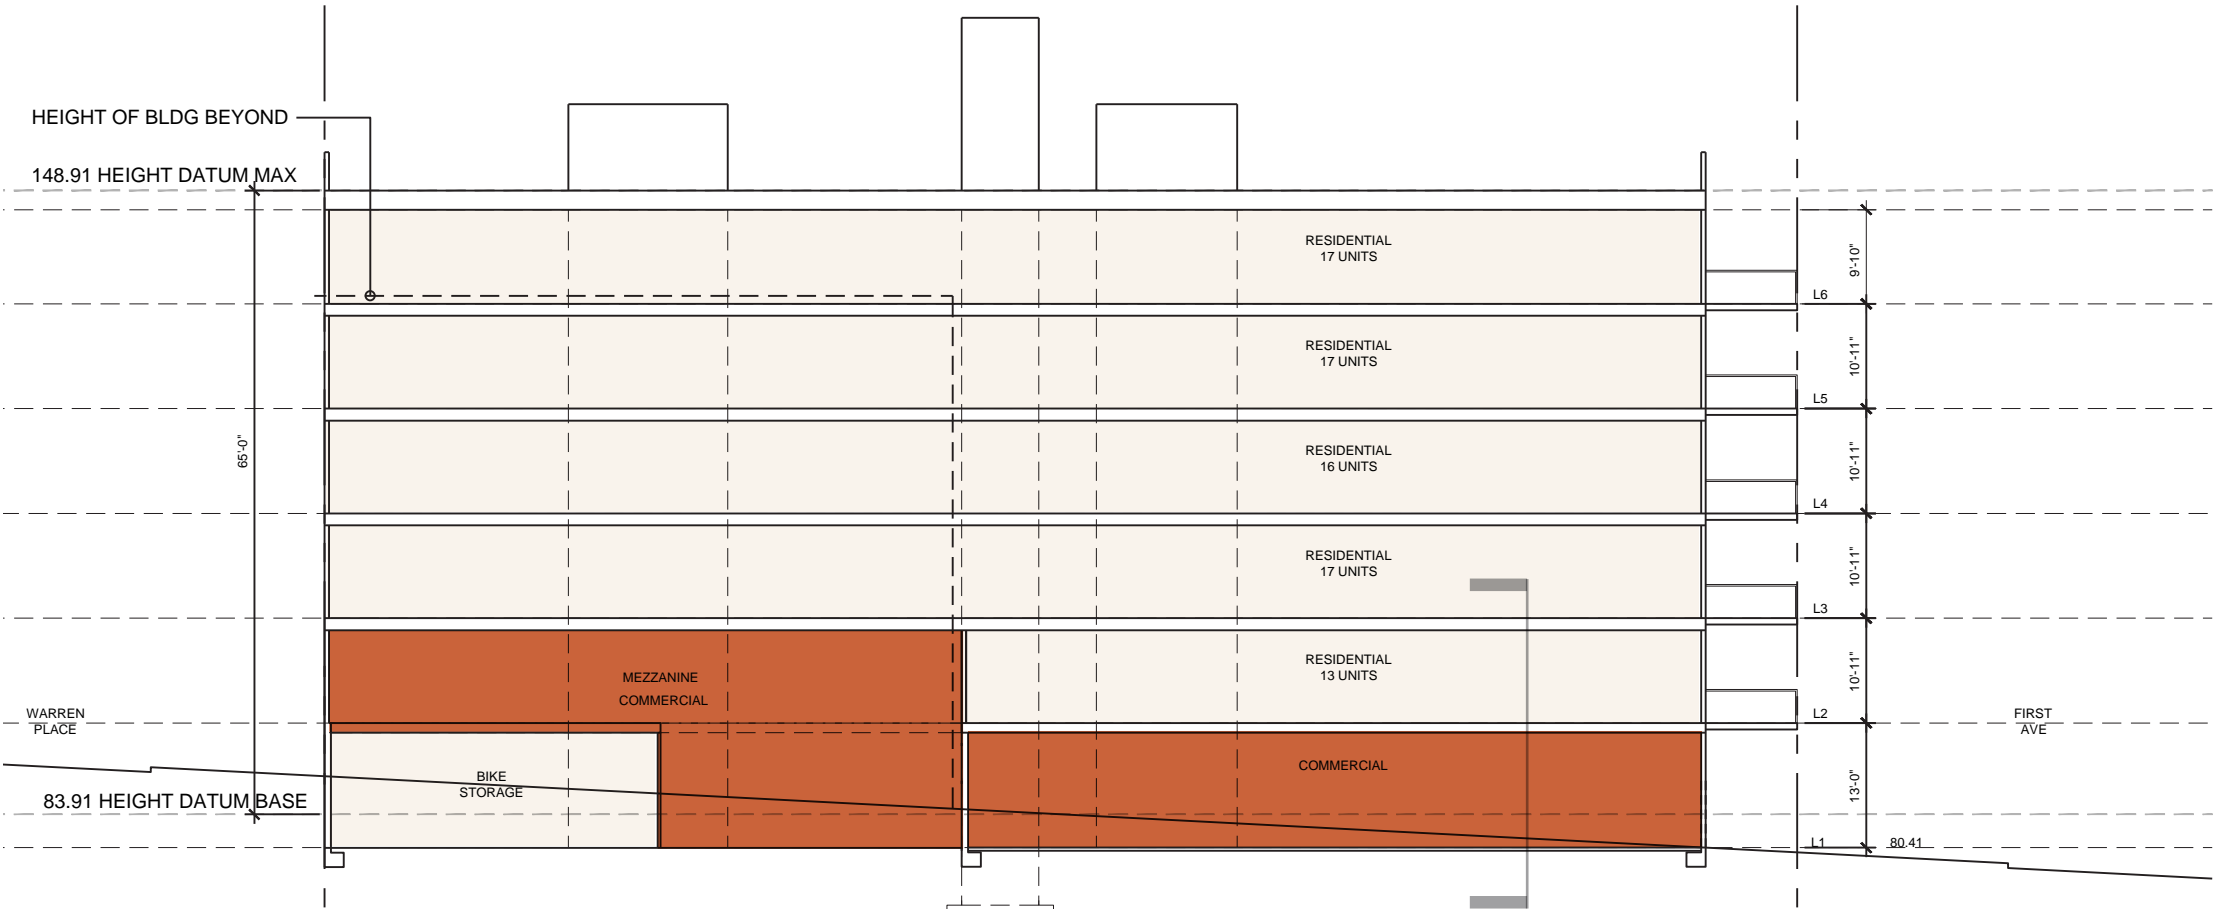 HEIGHT OF BLDG BEYOND
148.91 HEIGHT DATUM MAX
RESIDENTIAL
17 UNITS
9'-10"
L6
RESIDENTIAL
17 UNITS
10'-11"
L5
65'-0"
RESIDENTIAL
16 UNITS
10'-11"
L4
RESIDENTIAL
17 UNITS
10'-11"
L3
MEZZANINE
COMMERCIAL
RESIDENTIAL
13 UNITS
10'-11"
L2
WARREN
PLACE
FIRST
AVE
BIKE
STORAGE
COMMERCIAL
13'-0"
83.91 HEIGHT DATUM BASE
L1
80.41